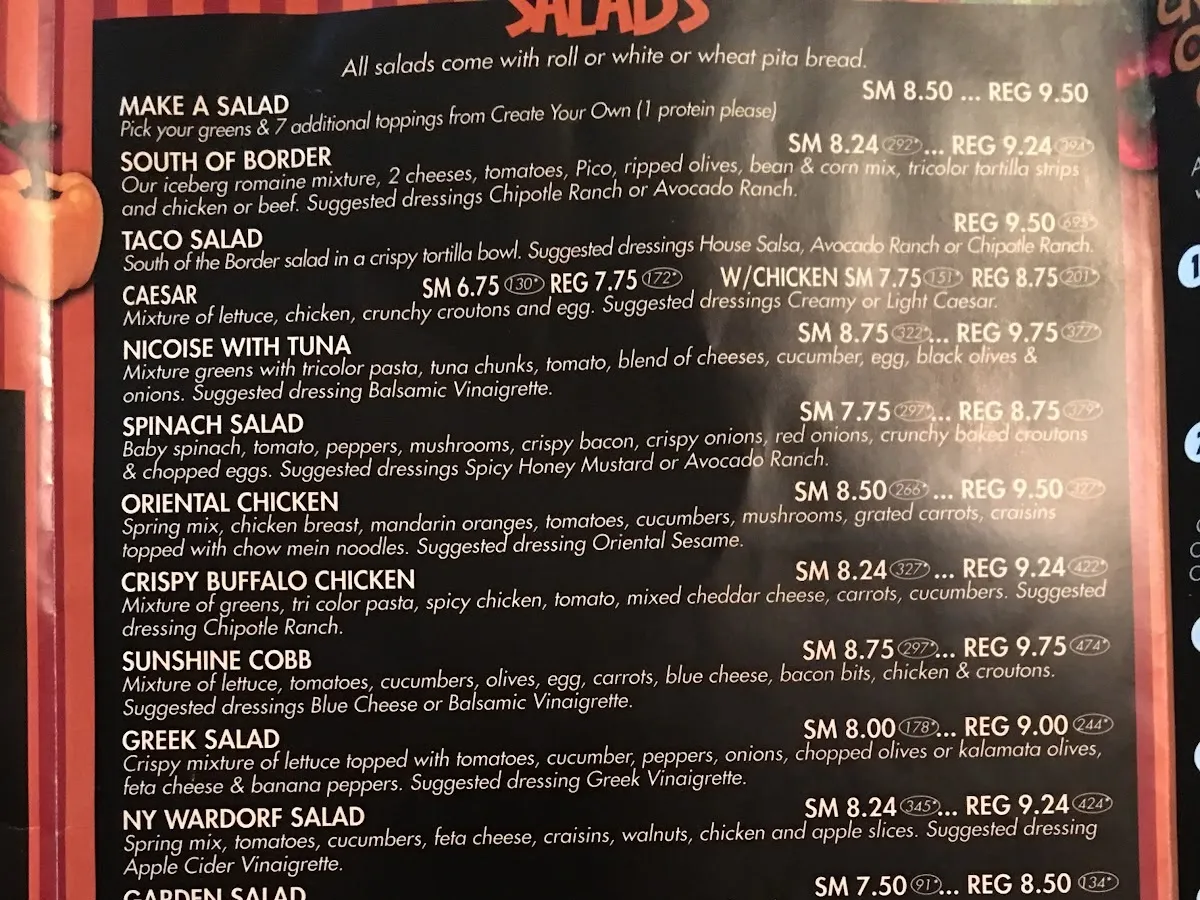 SALADS
All salads come with roll or white or wheat pita bread.
MAKE A SALAD SM 8.50 ... REG 9.50
Pick your greens & 7 additional toppings from Create Your Own (1 protein please)
SOUTH OF BORDER SM 8.24 292* ... REG 9.24 394*
Our iceberg romaine mixture, 2 cheeses, tomatoes, Pico, ripped olives, bean & corn mix, tricolor tortilla strips
and chicken or beef. Suggested dressings Chipotle Ranch or Avocado Ranch.
TACO SALAD REG 9.50 695*
South of the Border salad in a crispy tortilla bowl. Suggested dressings House Salsa, Avocado Ranch or Chipotle Ranch.
CAESAR SM 6.75 130* REG 7.75 172* W/CHICKEN SM 7.75 151* REG 8.75 201*
Mixture of lettuce, chicken, crunchy croutons and egg. Suggested dressings Creamy or Light Caesar.
NICOISE WITH TUNA SM 8.75 322* ... REG 9.75 377*
Mixture greens with tricolor pasta, tuna chunks, tomato, blend of cheeses, cucumber, egg, black olives &
onions. Suggested dressing Balsamic Vinaigrette.
SPINACH SALAD SM 7.75 297* ... REG 8.75 379*
Baby spinach, tomato, peppers, mushrooms, crispy bacon, crispy onions, red onions, crunchy baked croutons
& chopped eggs. Suggested dressings Spicy Honey Mustard or Avocado Ranch.
ORIENTAL CHICKEN SM 8.50 266* ... REG 9.50 327*
Spring mix, chicken breast, mandarin oranges, tomatoes, cucumbers, mushrooms, grated carrots, craisins
topped with chow mein noodles. Suggested dressing Oriental Sesame.
CRISPY BUFFALO CHICKEN SM 8.24 327* ... REG 9.24 422*
Mixture of greens, tri color pasta, spicy chicken, tomato, mixed cheddar cheese, carrots, cucumbers. Suggested
dressing Chipotle Ranch.
SUNSHINE COBB SM 8.75 297* ... REG 9.75 474*
Mixture of lettuce, tomatoes, cucumbers, olives, egg, carrots, blue cheese, bacon bits, chicken & croutons.
Suggested dressings Blue Cheese or Balsamic Vinaigrette.
GREEK SALAD SM 8.00 178* ... REG 9.00 244*
Crispy mixture of lettuce topped with tomatoes, cucumber, peppers, onions, chopped olives or kalamata olives,
feta cheese & banana peppers. Suggested dressing Greek Vinaigrette.
NY WARDORF SALAD SM 8.24 345* ... REG 9.24 424*
Spring mix, tomatoes, cucumbers, feta cheese, craisins, walnuts, chicken and apple slices. Suggested dressing
Apple Cider Vinaigrette.
GARDEN SALAD SM 7.50 91* ... REG 8.50 134*